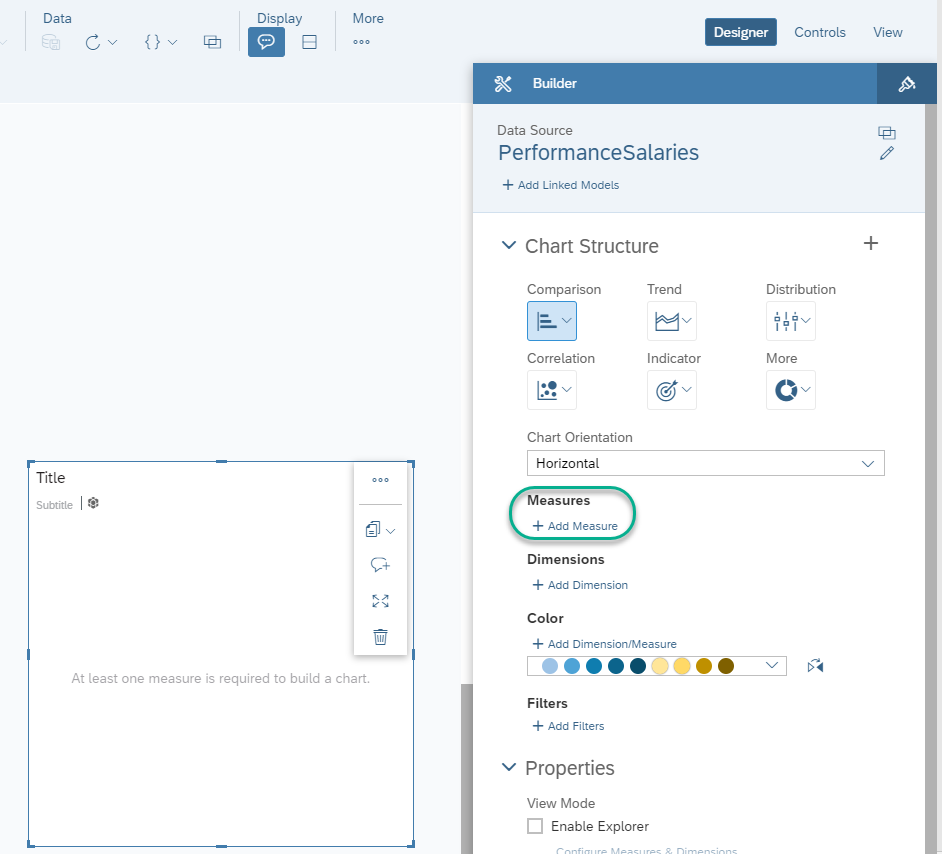 Data
Display
More
Designer
Controls
View
Builder
Data Source
PerformanceSalaries
+ Add Linked Models
Chart Structure
Comparison
Trend
Distribution
Correlation
Indicator
More
Chart Orientation
Horizontal
Measures
+ Add Measure
Dimensions
+ Add Dimension
Color
+ Add Dimension/Measure
Filters
+ Add Filters
Properties
View Mode
Enable Explorer
Configure Measures & Dimensions
Title
Subtitle
At least one measure is required to build a chart.